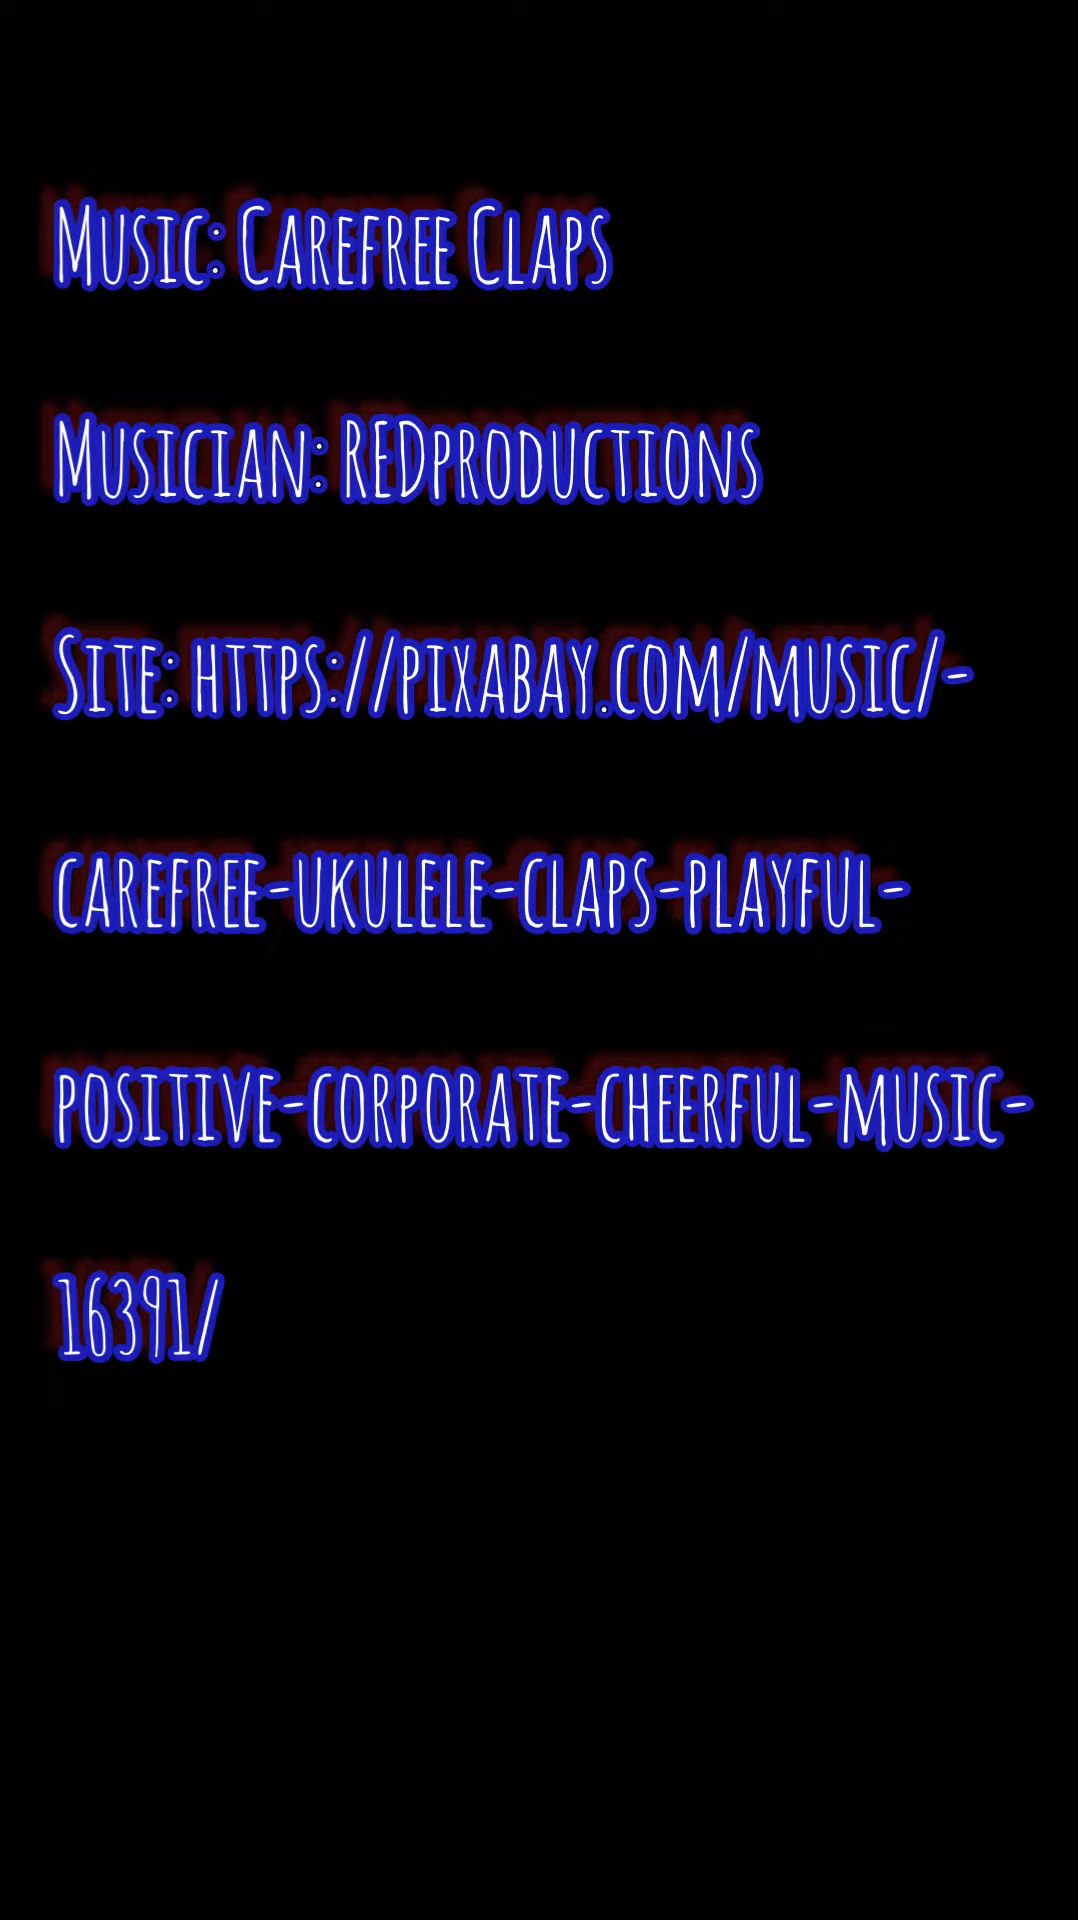 Music: Carefree Claps
Musician: REDproductions
Site: https://pixabay.com/music/-
carefree-ukulele-claps-playful-
positive-corporate-cheerful-music-
16391/